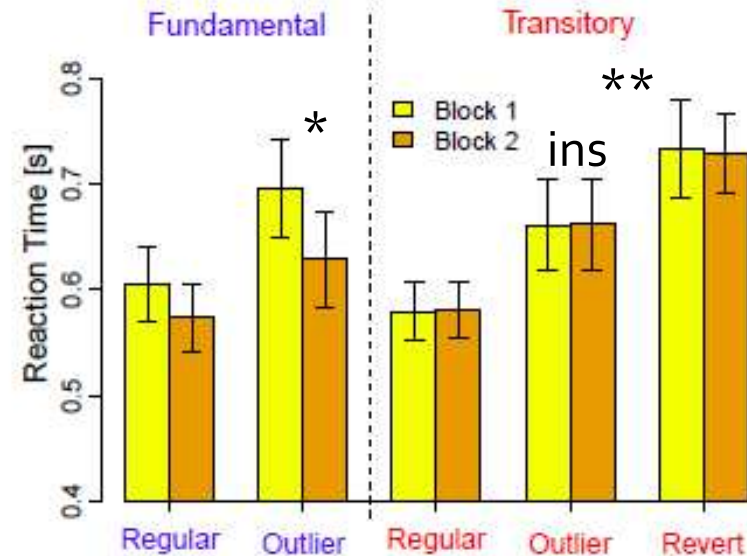 Fundamental
Transitory
Reaction Time [s]
0.8
0.7
0.6
0.5
0.4
*
**
Block 1
Block 2
ins
Regular
Outlier
Regular
Outlier
Revert